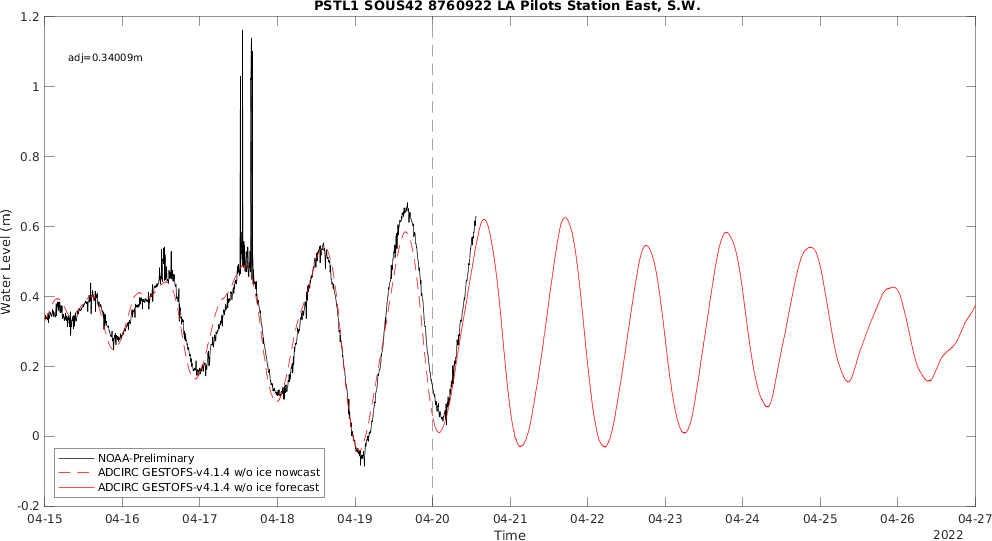 PSTL1 SOUS42 8760922 LA Pilots Station East, S.W.
adj=0.34009m
Water Level (m)
1.2
1
0.8
0.6
0.4
0.2
0
-0.2
NOAA-Preliminary
ADCIRC GESTOFS-v4.1.4 w/o ice nowcast
ADCIRC GESTOFS-v4.1.4 w/o ice forecast
04-15 04-16 04-17 04-18 04-19 04-20 04-21 04-22 04-23 04-24 04-25 04-26 04-27
Time
2022